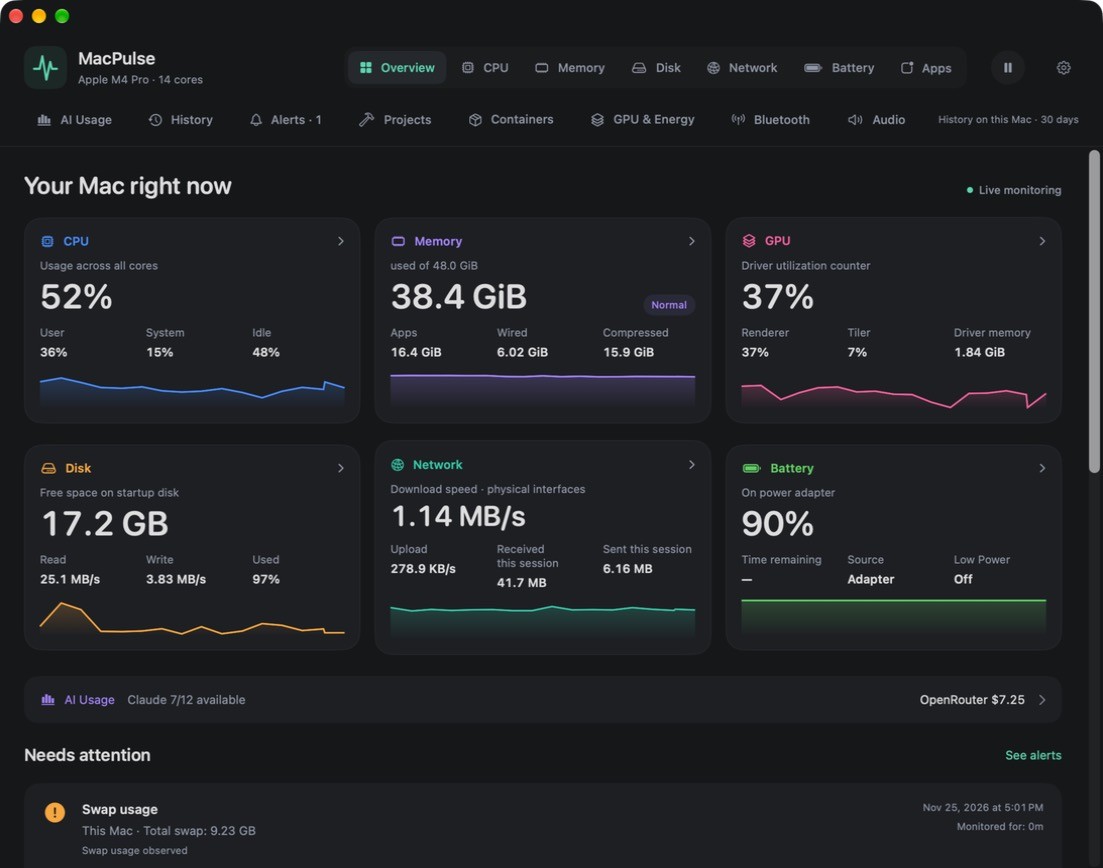 MacPulse
Apple M4 Pro · 14 cores
Overview
CPU
Memory
Disk
Network
Battery
Apps
AI Usage
History
Alerts · 1
Projects
Containers
GPU & Energy
Bluetooth
Audio
History on this Mac · 30 days
Your Mac right now
Live monitoring
CPU
Usage across all cores
52%
User System Idle
36% 15% 48%
Memory
used of 48.0 GiB
38.4 GiB
Normal
Apps Wired Compressed
16.4 GiB 6.02 GiB 15.9 GiB
GPU
Driver utilization counter
37%
Renderer Tiler Driver memory
37% 7% 1.84 GiB
Disk
Free space on startup disk
17.2 GB
Read Write Used
25.1 MB/s 3.83 MB/s 97%
Network
Download speed · physical interfaces
1.14 MB/s
Upload
278.9 KB/s
Received
this session
41.7 MB
Sent this session
6.16 MB
Battery
On power adapter
90%
Time remaining Source Low Power
— Adapter Off
AI Usage Claude 7/12 available
OpenRouter $7.25
Needs attention
See alerts
!
Swap usage
This Mac · Total swap: 9.23 GB
Swap usage observed
Nov 25, 2026 at 5:01 PM
Monitored for: 0m